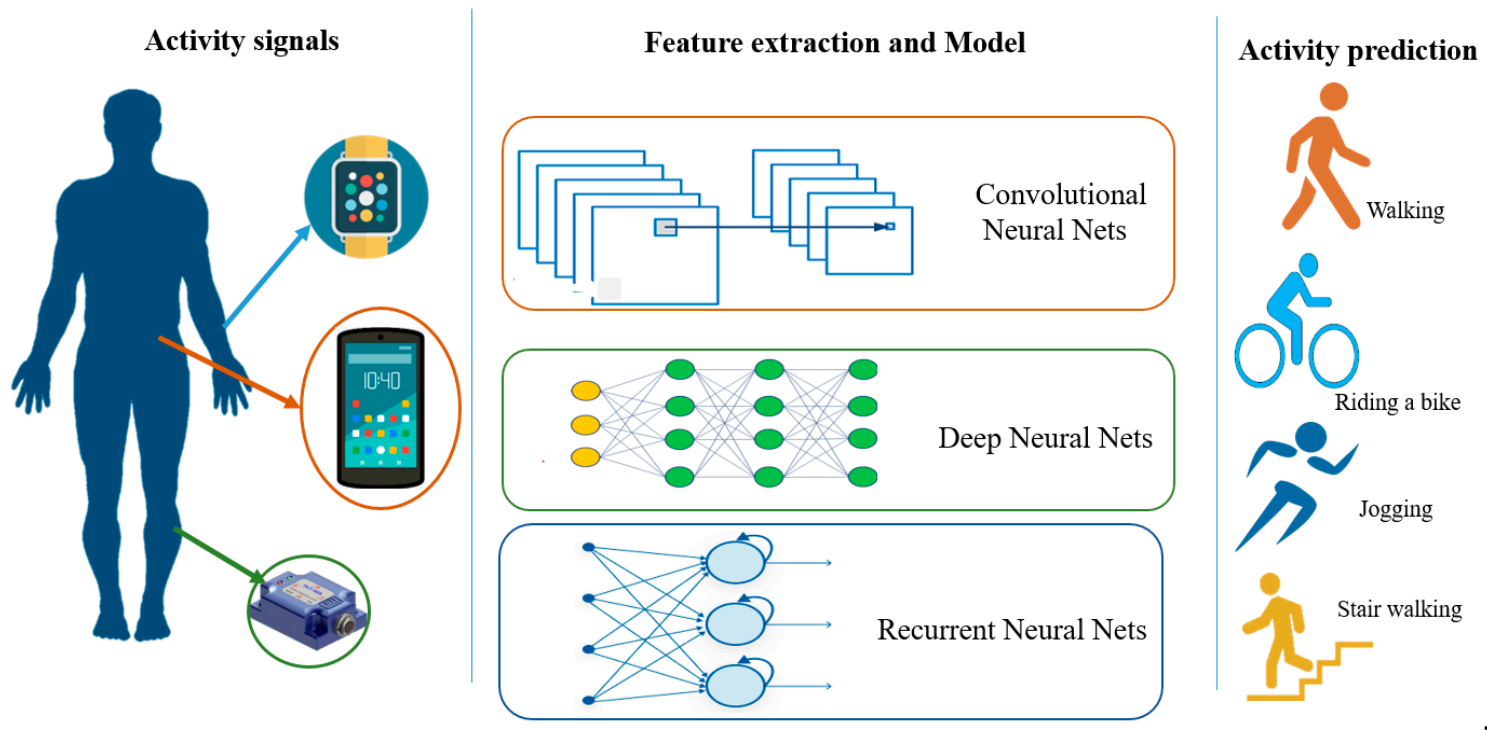 Activity signals
Feature extraction and Model
Activity prediction
Convolutional
Neural Nets
Walking
10:40
Riding a bike
Deep Neural Nets
Jogging
Stair walking
Recurrent Neural Nets